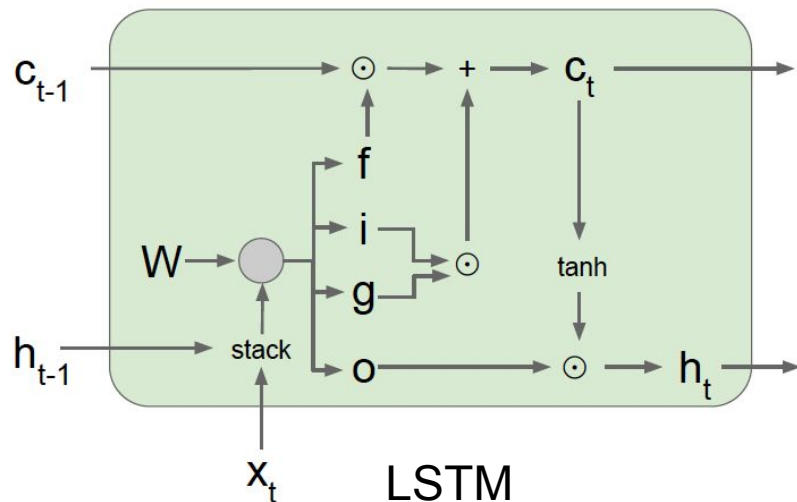 c_{t-1} ⊙ + c_t
f
i
W ⊙ tanh
g
h_{t-1} stack o ⊙ h_t
x_t LSTM